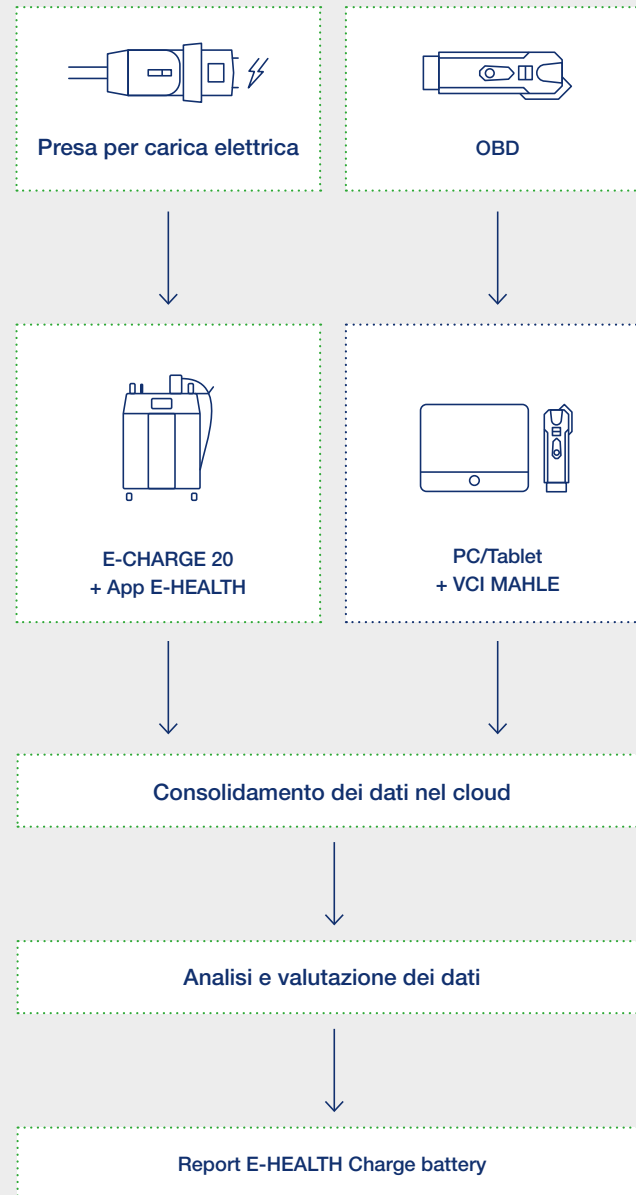 Presa per carica elettrica
OBD
E-CHARGE 20
+ App E-HEALTH
PC/Tablet
+ VCI MAHLE
Consolidamento dei dati nel cloud
Analisi e valutazione dei dati
Report E-HEALTH Charge battery